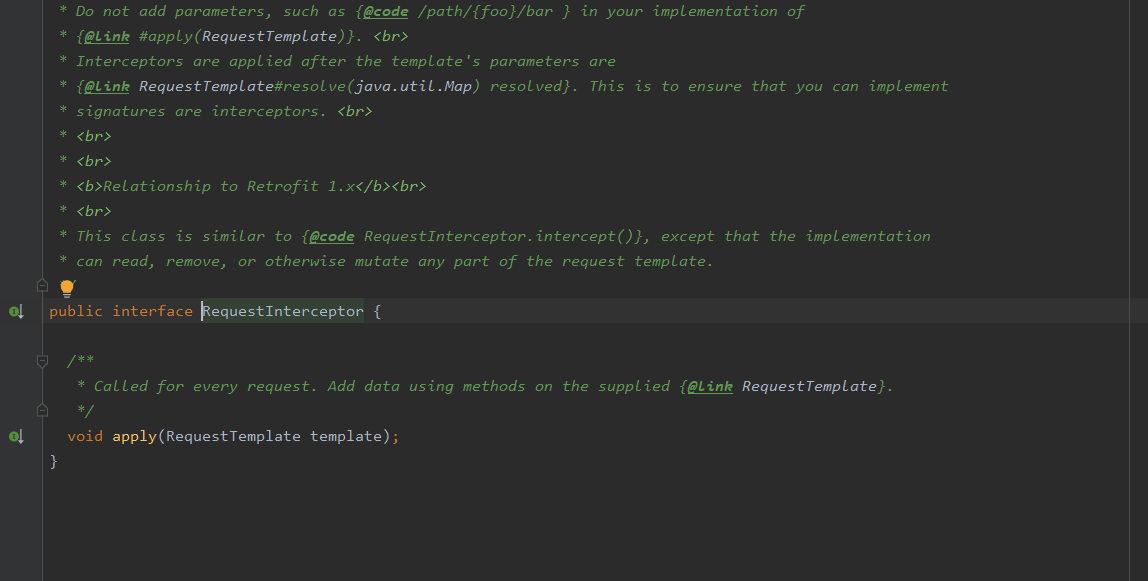 * Do not add parameters, such as {@code /path/{foo}/bar } in your implementation of
* {@link #apply(RequestTemplate)}. <br>
* Interceptors are applied after the template's parameters are
* {@link RequestTemplate#resolve(java.util.Map) resolved}. This is to ensure that you can implement
* signatures are interceptors. <br>
* <br>
* <br>
* <b>Relationship to Retrofit 1.x</b><br>
* <br>
* This class is similar to {@code RequestInterceptor.intercept()}, except that the implementation
* can read, remove, or otherwise mutate any part of the request template.
public interface RequestInterceptor {
/**
* Called for every request. Add data using methods on the supplied {@link RequestTemplate}.
*/
void apply(RequestTemplate template);
}